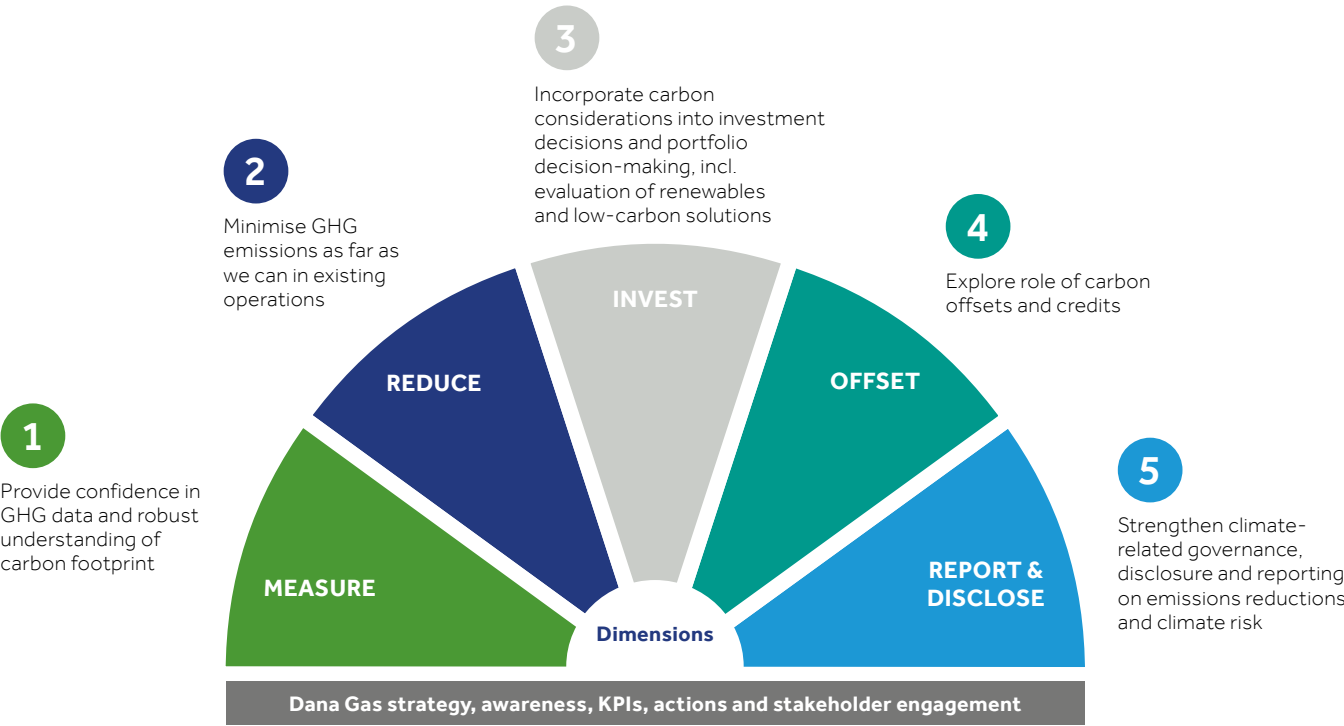 1
Provide confidence in
GHG data and robust
understanding of
carbon footprint
MEASURE
2
Minimise GHG
emissions as far as
we can in existing
operations
REDUCE
3
Incorporate carbon
considerations into investment
decisions and portfolio
decision-making, incl.
evaluation of renewables
and low-carbon solutions
INVEST
4
Explore role of carbon
offsets and credits
OFFSET
5
Strengthen climate-
related governance,
disclosure and reporting
on emissions reductions
and climate risk
REPORT &
DISCLOSE
Dimensions
Dana Gas strategy, awareness, KPIs, actions and stakeholder engagement